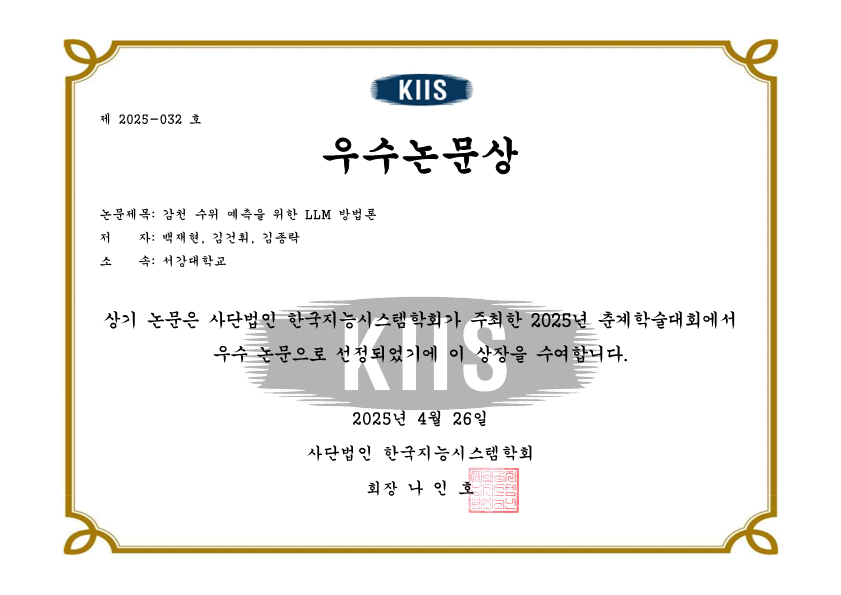 KIIS
제 2025-032 호
우수논문상
논문제목: 감천 수위 예측을 위한 LLM 방법론
저 자: 백재현, 김건휘, 김종락
소 속: 서강대학교
상기 논문은 사단법인 한국지능시스템학회가 주최한 2025년 춘계학술대회에서
우수 논문으로 선정되었기에 이 상장을 수여합니다.
KIIS
2025년 4월 26일
사단법인 한국지능시스템학회
회장 나 인 호